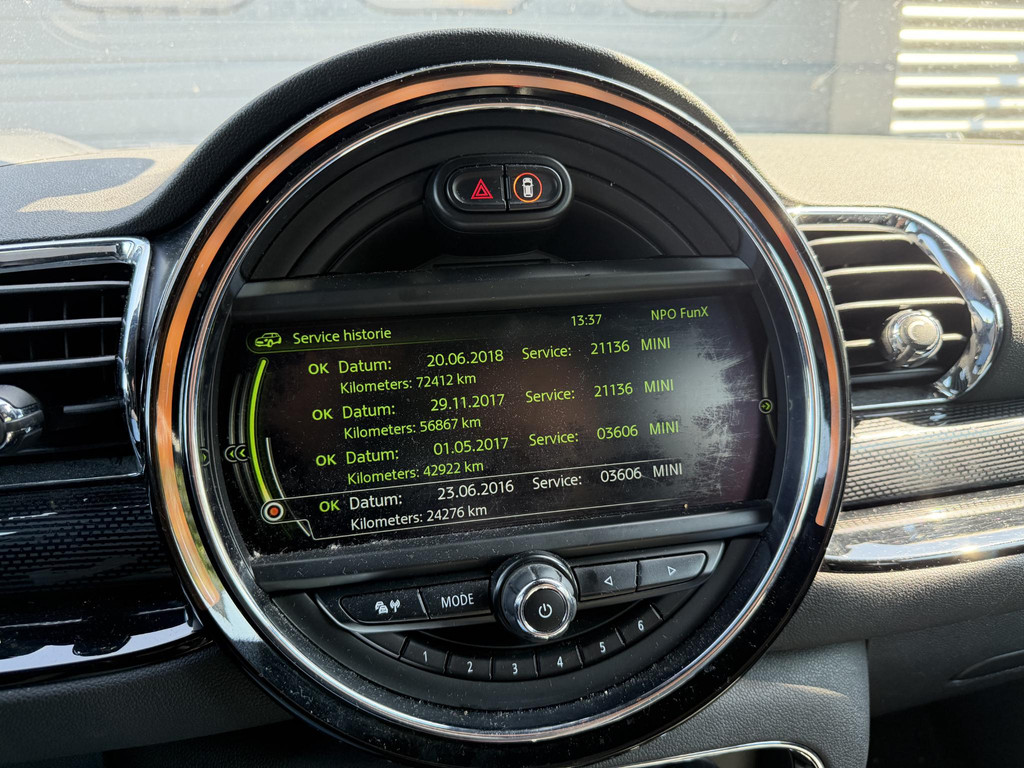 Service historie 13:37 NPO FunX
OK Datum: 20.06.2018 Service: 21136 MINI
Kilometers: 72412 km
OK Datum: 29.11.2017 Service: 21136 MINI
Kilometers: 56867 km
OK Datum: 01.05.2017 Service: 03606 MINI
Kilometers: 42922 km
OK Datum: 23.06.2016 Service: 03606 MINI
Kilometers: 24276 km
MODE
1 2 3 4 5 6